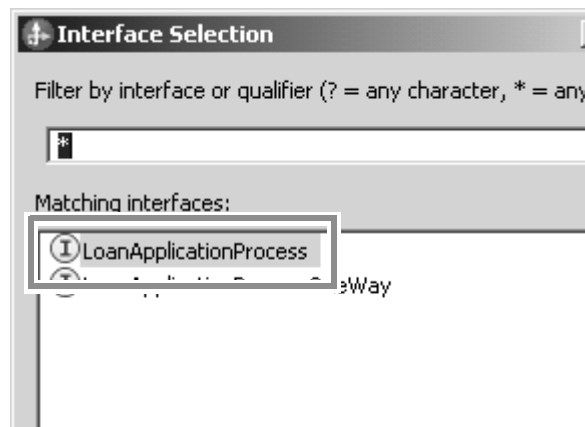 Interface Selection
Filter by interface or qualifier (? = any character, * = any
*
Matching interfaces:
LoanApplicationProcess